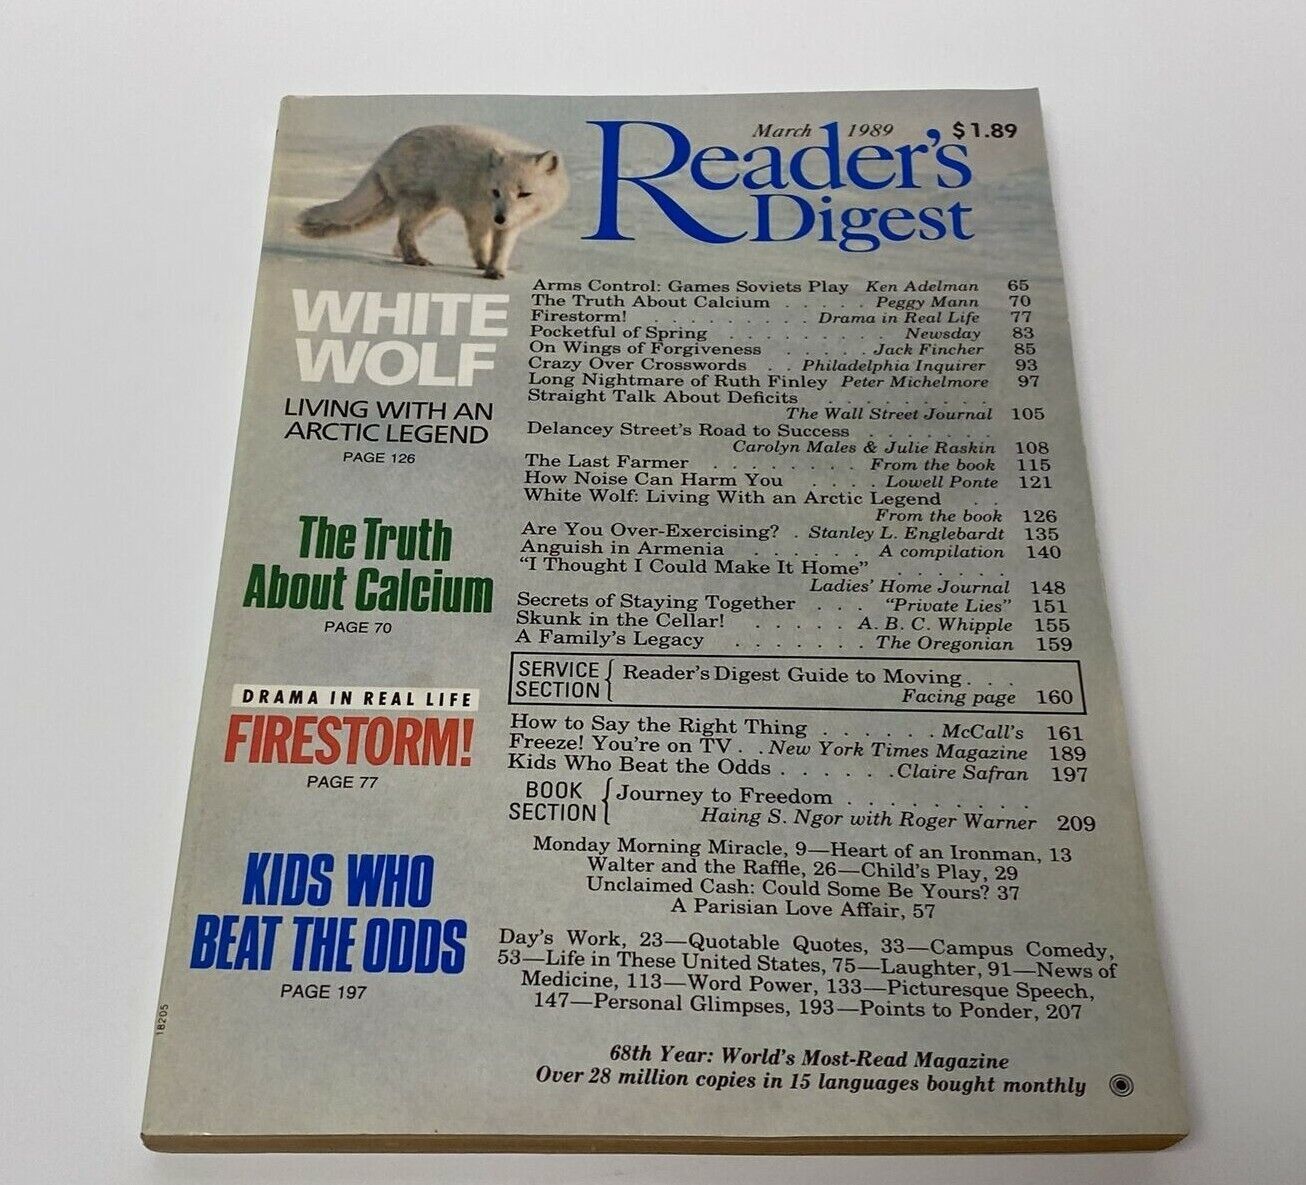 March 1989 $1.89
Reader's
Digest
WHITE
WOLF
LIVING WITH AN
ARCTIC LEGEND
PAGE 126
The Truth
About Calcium
PAGE 70
DRAMA IN REAL LIFE
FIRESTORM!
PAGE 77
KIDS WHO
BEAT THE ODDS
PAGE 197
18205
Arms Control: Games Soviets Play Ken Adelman 65
The Truth About Calcium . . . . . Peggy Mann 70
Firestorm! . . . . . . . . . Drama in Real Life 77
Pocketful of Spring . . . . . . . . . Newsday 83
On Wings of Forgiveness . . . . . Jack Fincher 85
Crazy Over Crosswords . . Philadelphia Inquirer 93
Long Nightmare of Ruth Finley Peter Michelmore 97
Straight Talk About Deficits . . . . . . . . .
The Wall Street Journal 105
Delancey Street's Road to Success . . . . . . .
Carolyn Males & Julie Raskin 108
The Last Farmer . . . . . . . . From the book 115
How Noise Can Harm You . . . . Lowell Ponte 121
White Wolf: Living With an Arctic Legend . .
From the book 126
Are You Over-Exercising? . Stanley L. Englebardt 135
Anguish in Armenia . . . . . . A compilation 140
"I Thought I Could Make It Home" . . . . . .
Ladies' Home Journal 148
Secrets of Staying Together . . . "Private Lies" 151
Skunk in the Cellar! . . . . . A. B. C. Whipple 155
A Family's Legacy . . . . . . . The Oregonian 159
SERVICE SECTION { Reader's Digest Guide to Moving . . .
Facing page 160
How to Say the Right Thing . . . . . . McCall's 161
Freeze! You're on TV . . New York Times Magazine 189
Kids Who Beat the Odds . . . . . . Claire Safran 197
BOOK SECTION { Journey to Freedom . . . . . . . . .
Haing S. Ngor with Roger Warner 209
Monday Morning Miracle, 9—Heart of an Ironman, 13
Walter and the Raffle, 26—Child's Play, 29
Unclaimed Cash: Could Some Be Yours? 37
A Parisian Love Affair, 57
Day's Work, 23—Quotable Quotes, 33—Campus Comedy,
53—Life in These United States, 75—Laughter, 91—News of
Medicine, 113—Word Power, 133—Picturesque Speech,
147—Personal Glimpses, 193—Points to Ponder, 207
68th Year: World's Most-Read Magazine
Over 28 million copies in 15 languages bought monthly